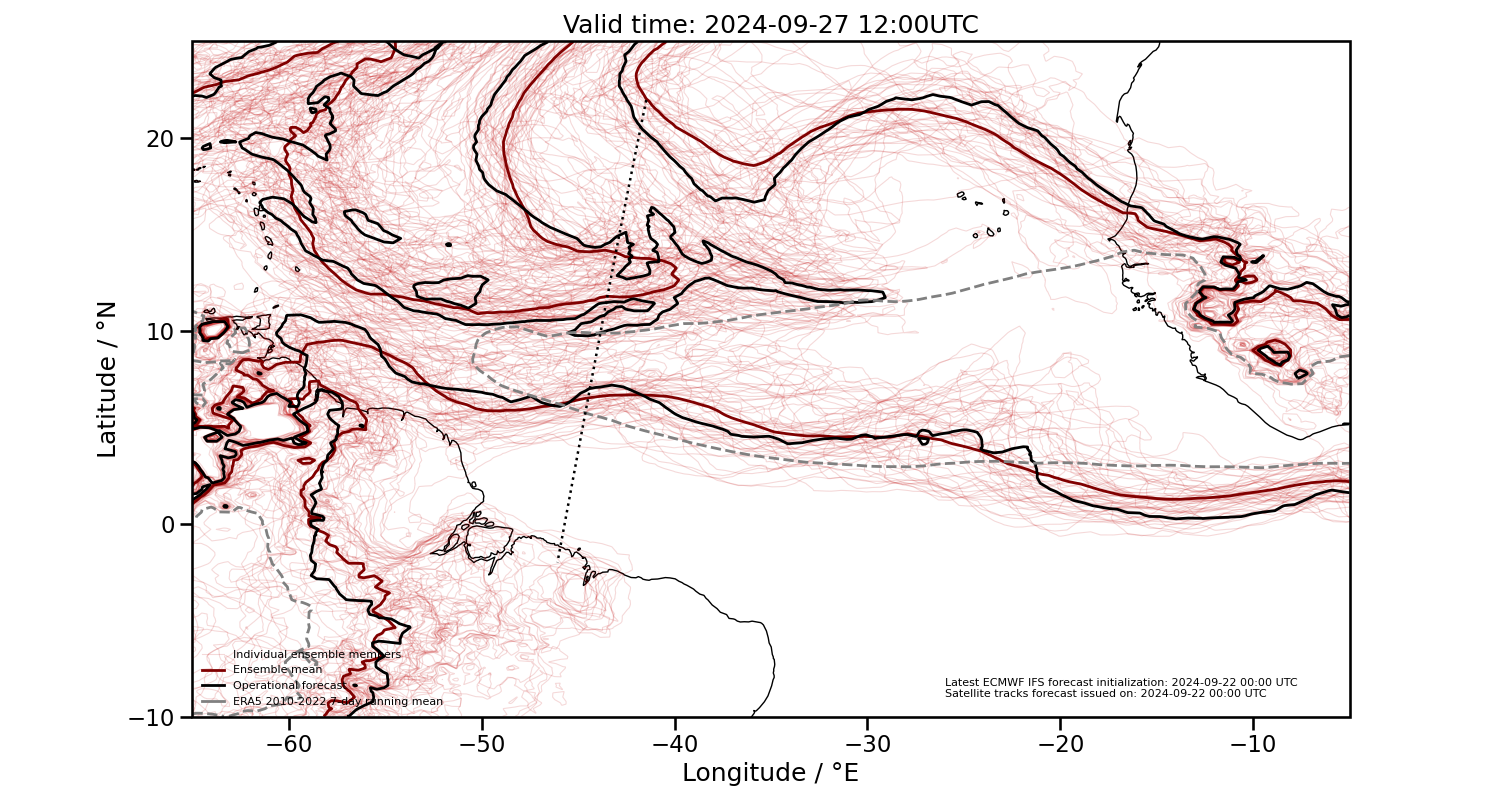 Valid time: 2024-09-27 12:00UTC
20
10
0
−10
Latitude / °N
Individual ensemble members
Ensemble mean
Operational forecast
ERA5 2010-2022 7-day running mean
Latest ECMWF IFS forecast initialization: 2024-09-22 00:00 UTC
Satellite tracks forecast issued on: 2024-09-22 00:00 UTC
−60 −50 −40 −30 −20 −10
Longitude / °E